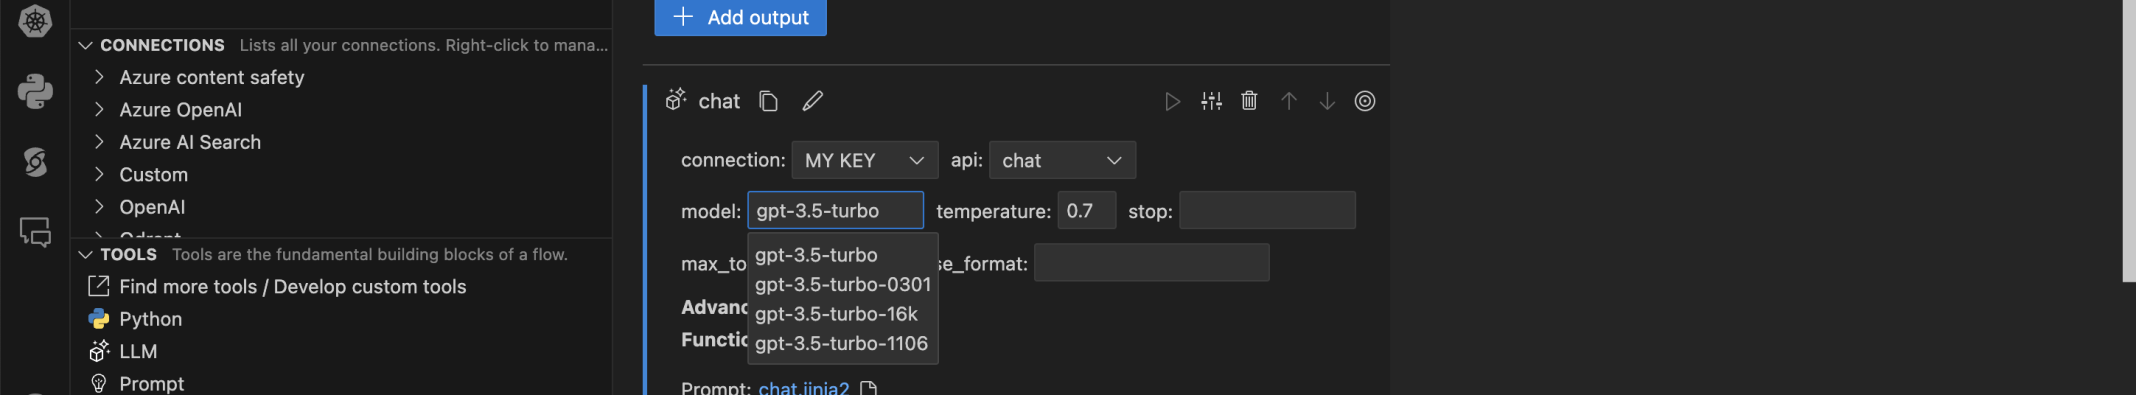 CONNECTIONS Lists all your connections. Right-click to mana...
Azure content safety
Azure OpenAI
Azure AI Search
Custom
OpenAI
Qdrant
TOOLS Tools are the fundamental building blocks of a flow.
Find more tools / Develop custom tools
Python
LLM
Prompt
Add output
chat
connection: MY KEY api: chat
model: gpt-3.5-turbo temperature: 0.7 stop:
gpt-3.5-turbo
max_to se_format:
gpt-3.5-turbo-0301
Advanc
gpt-3.5-turbo-16k
Functio
gpt-3.5-turbo-1106
Prompt: chat.jinja2